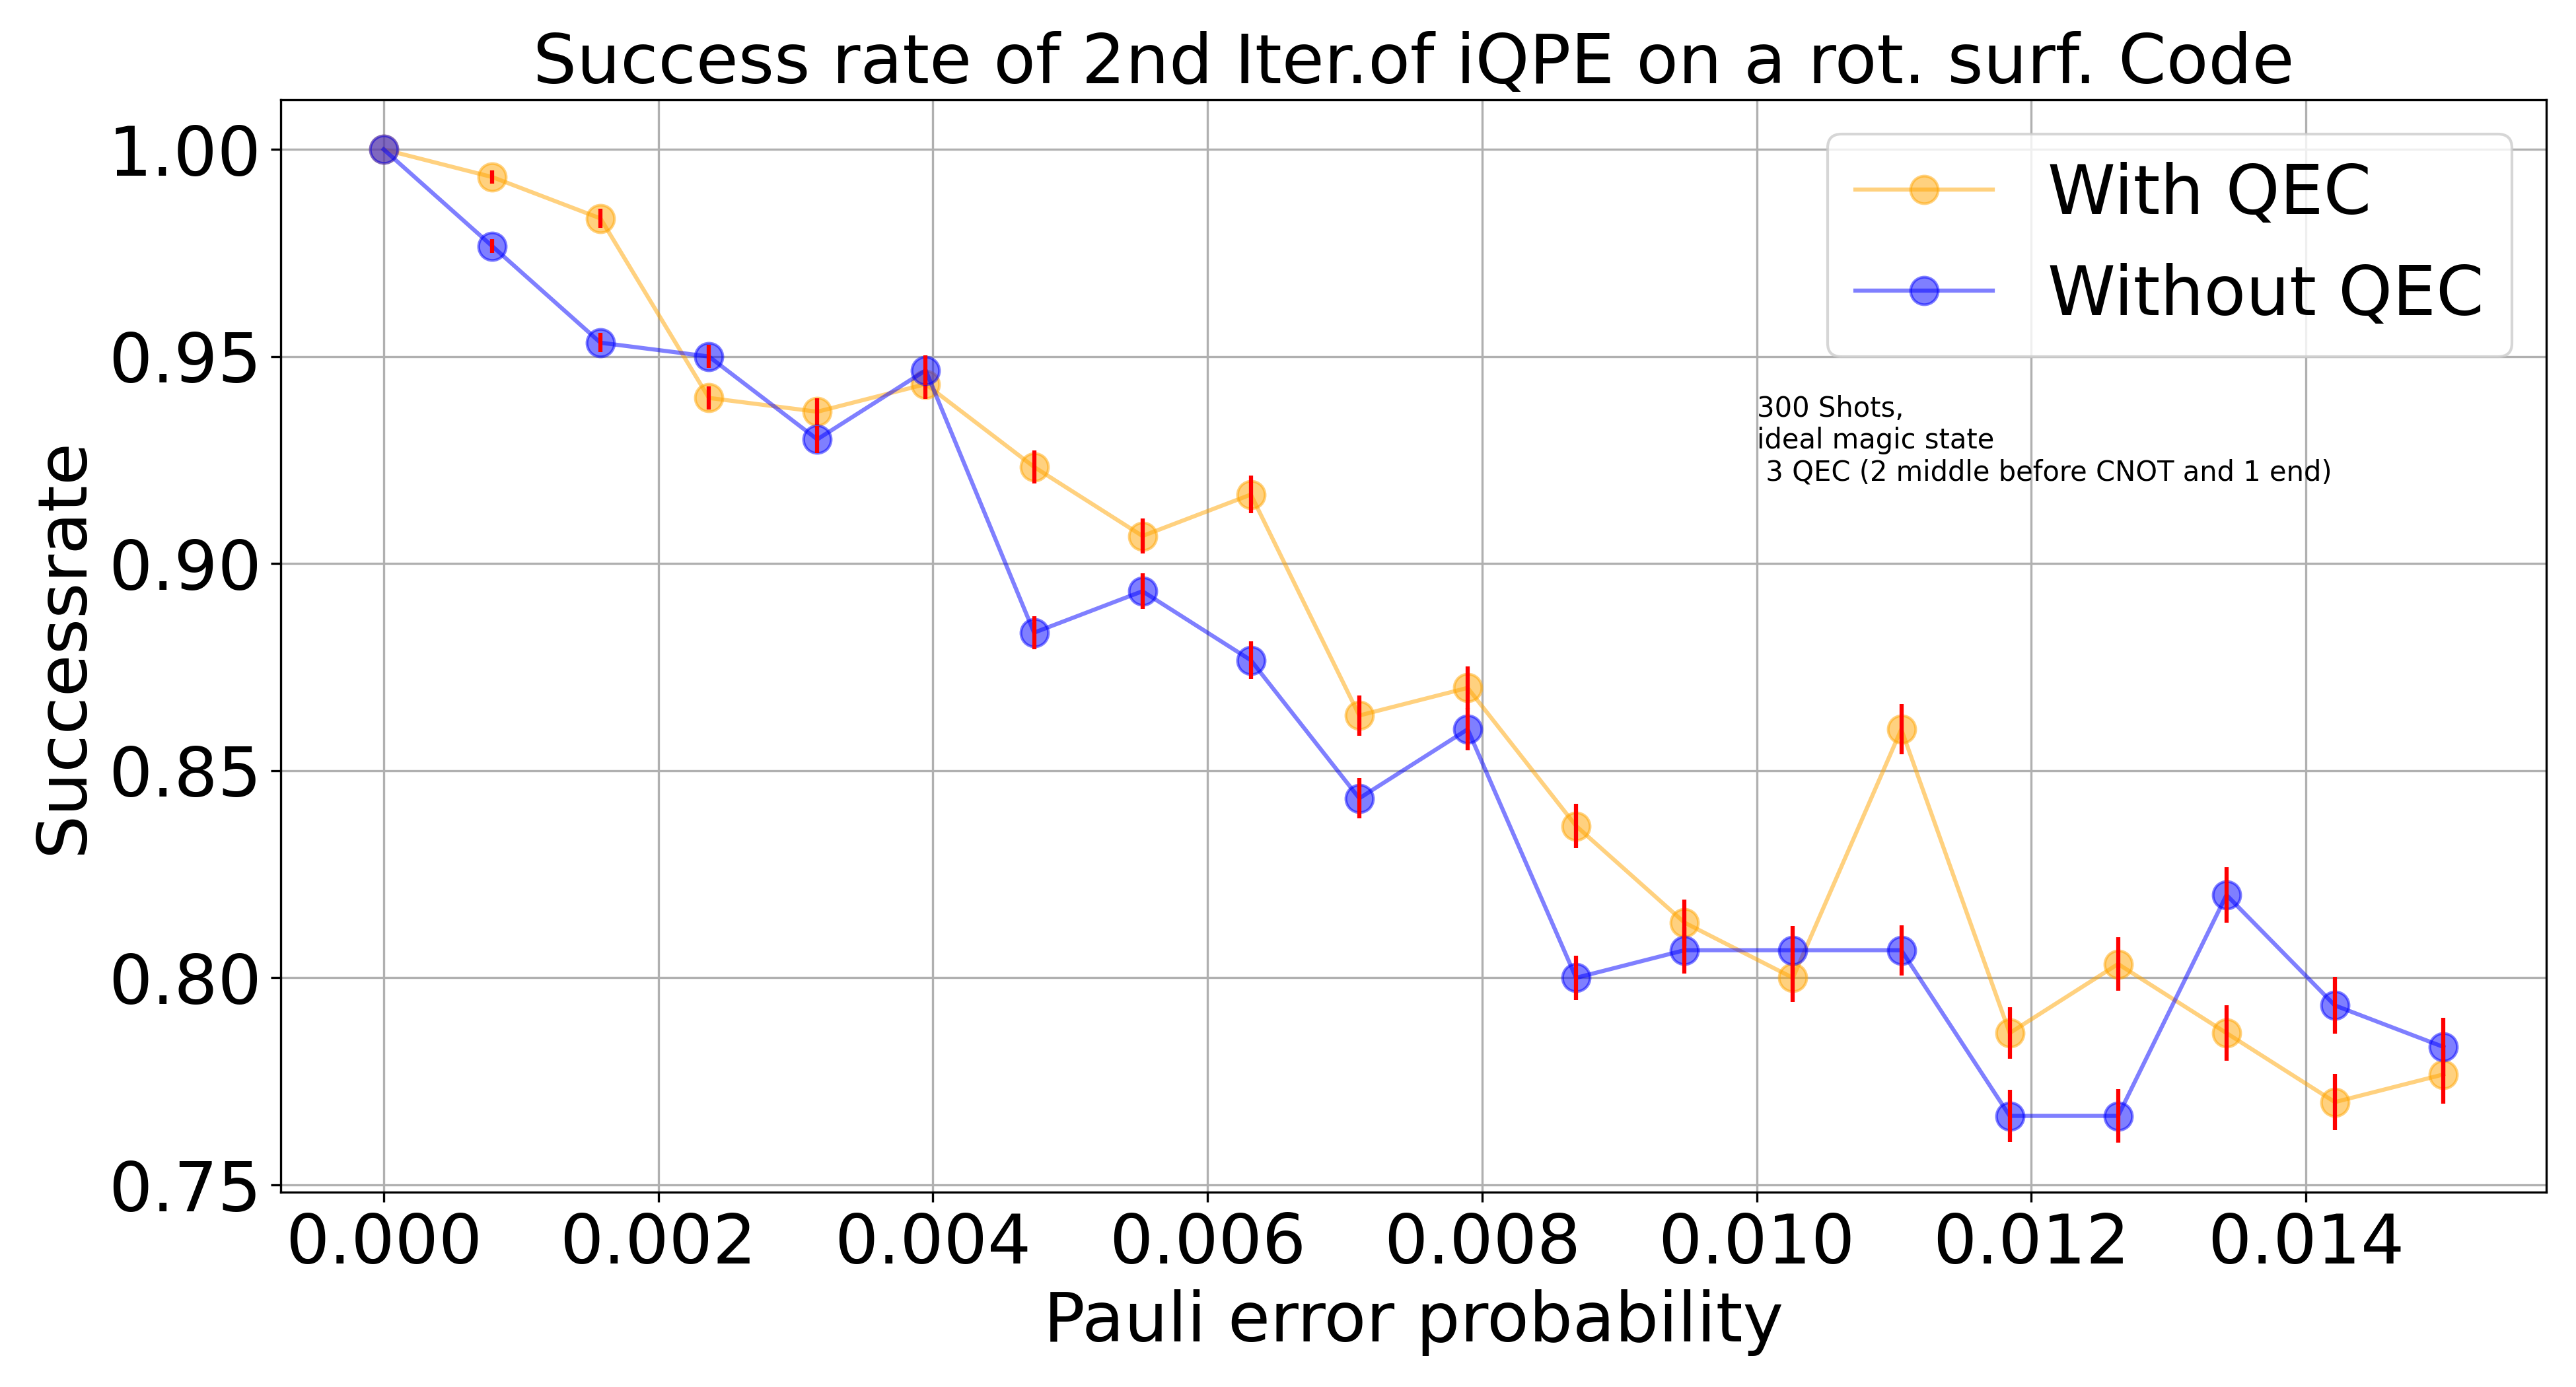 Success rate of 2nd Iter.of iQPE on a rot. surf. Code
1.00
0.95
0.90
0.85
0.80
0.75
Successrate
With QEC
Without QEC
300 Shots,
ideal magic state
3 QEC (2 middle before CNOT and 1 end)
0.000 0.002 0.004 0.006 0.008 0.010 0.012 0.014
Pauli error probability